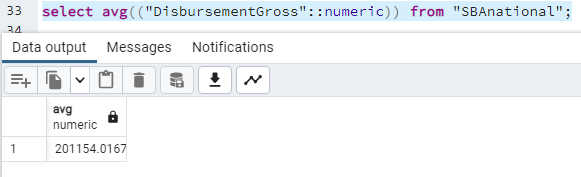 33 select avg(("DisbursementGross"::numeric)) from "SBAnational";
34
Data output Messages Notifications
avg
numeric
1 201154.0167